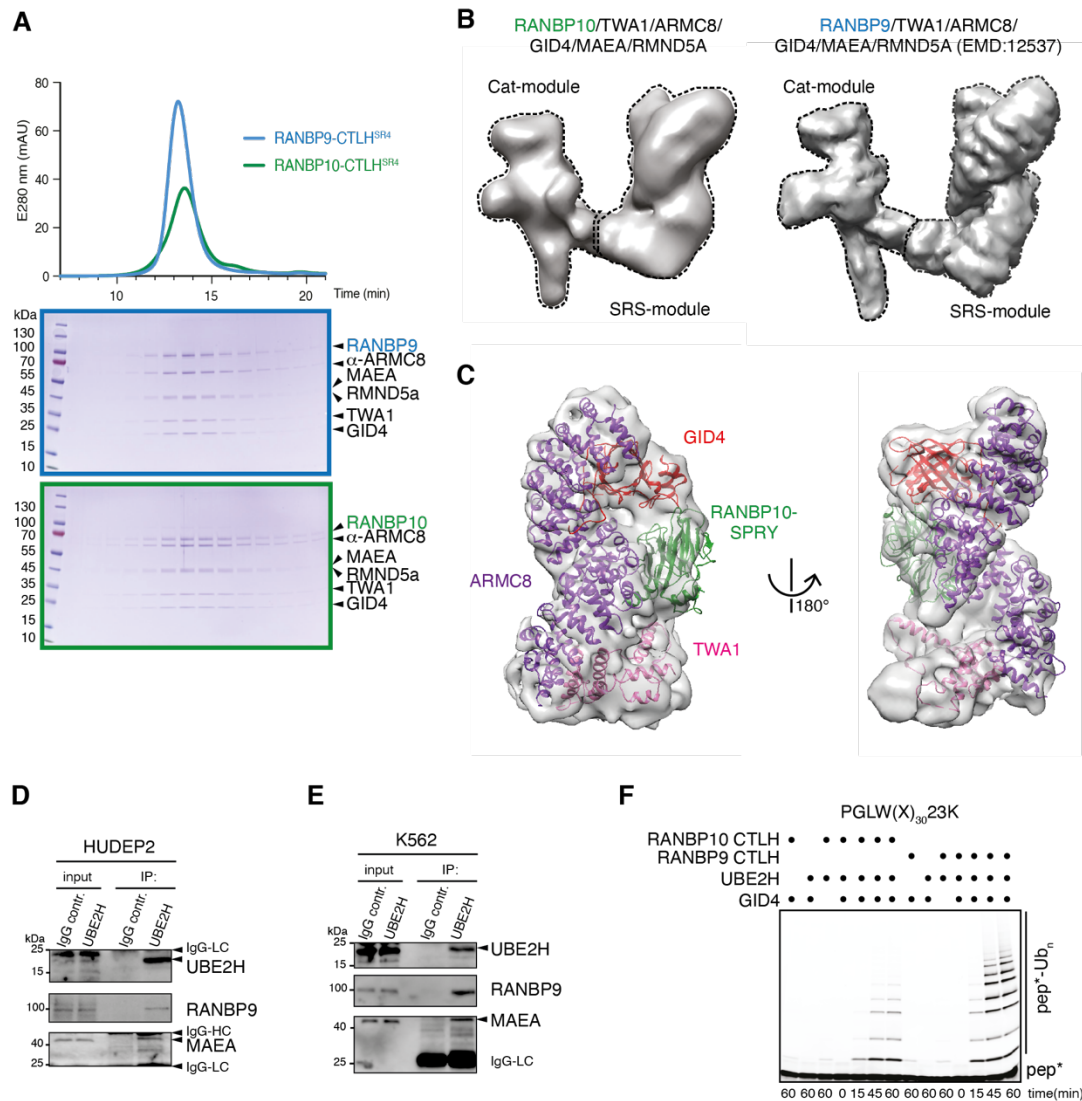 A
80
60
40
20
0
E280 nm (mAU)
RANBP9-CTLH^SR4
RANBP10-CTLH^SR4
10
15
20
Time (min)
kDa
130
100
70
55
45
35
25
15
10
RANBP9
α-ARMC8
MAEA
RMND5a
TWA1
GID4
130
100
70
55
45
35
25
15
10
RANBP10
α-ARMC8
MAEA
RMND5a
TWA1
GID4
B
RANBP10/TWA1/ARMC8/
GID4/MAEA/RMND5A
RANBP9/TWA1/ARMC8/
GID4/MAEA/RMND5A (EMD:12537)
Cat-module
SRS-module
Cat-module
SRS-module
C
GID4
RANBP10-
SPRY
ARMC8
TWA1
180°
D
HUDEP2
input
IP:
IgG contr.
UBE2H
IgG contr.
UBE2H
kDa
25
15
IgG-LC
UBE2H
100
RANBP9
40
25
IgG-HC
MAEA
IgG-LC
E
K562
input
IP:
IgG contr.
UBE2H
IgG contr.
UBE2H
kDa
25
15
UBE2H
100
RANBP9
40
25
MAEA
IgG-LC
F
PGLW(X)₃₀23K
RANBP10 CTLH
RANBP9 CTLH
UBE2H
GID4
pep*-Ubₙ
pep*
60 60 60 0 15 45 60 60 60 60 0 15 45 60 time(min)